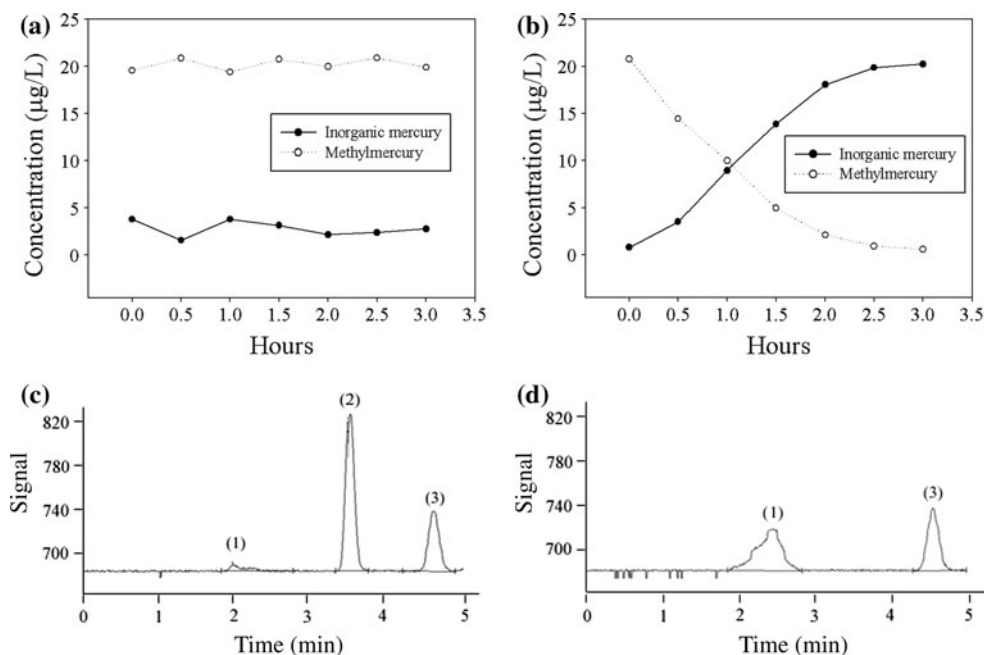 (a)
25
20
15
10
5
0
Concentration (µg/L)
Inorganic mercury
Methylmercury
0.0 0.5 1.0 1.5 2.0 2.5 3.0 3.5
Hours
(b)
25
20
15
10
5
0
Concentration (µg/L)
Inorganic mercury
Methylmercury
0.0 0.5 1.0 1.5 2.0 2.5 3.0 3.5
Hours
(c)
820
780
740
700
Signal
(1)
(2)
(3)
0 1 2 3 4 5
Time (min)
(d)
820
780
740
700
Signal
(1)
(3)
0 1 2 3 4 5
Time (min)